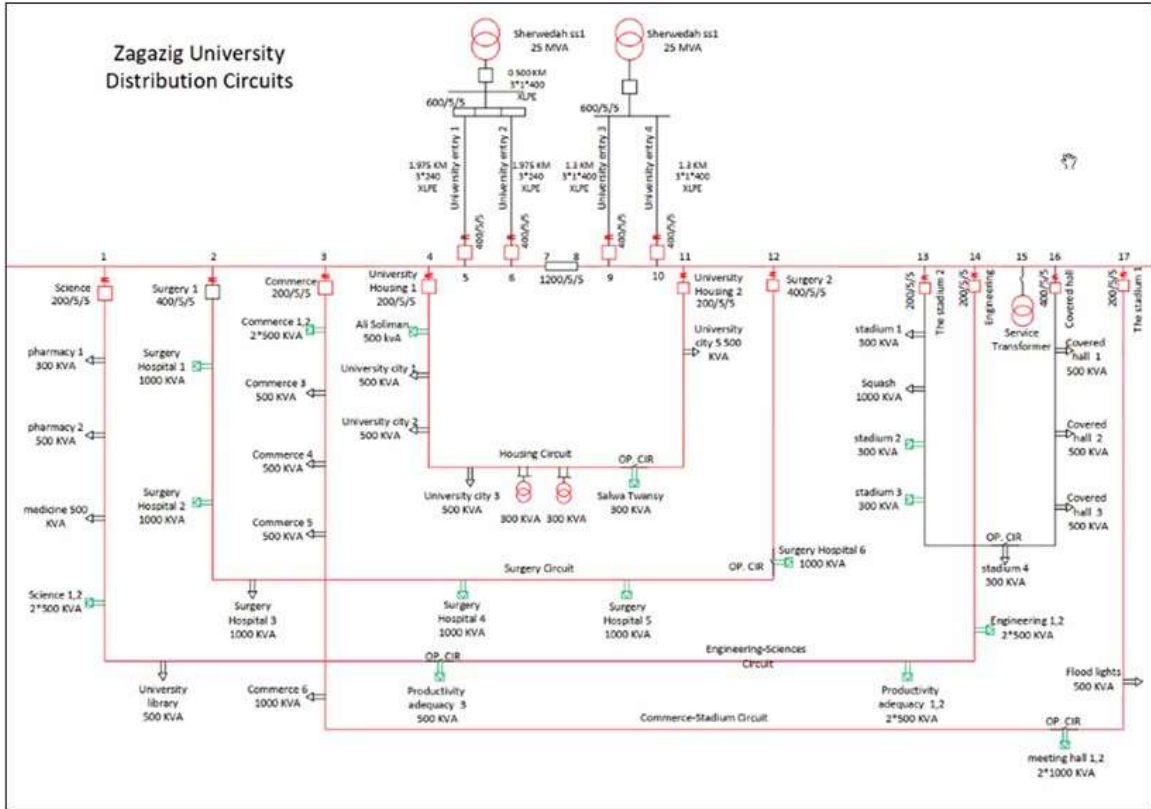 Zagazig University
Distribution Circuits
Sherwedah ss1
25 MVA
Sherwedah ss1
25 MVA
0.500 KM
3*1*400
XLPE
600/5/5
600/5/5
University entry 1
University entry 2
University entry 3
University entry 4
1.975 KM
3*240
XLPE
1.975 KM
3*240
XLPE
1.3 KM
3*1*400
XLPE
1.3 KM
3*1*400
XLPE
400/5/5
400/5/5
400/5/5
400/5/5
1
2
3
4
5
6
7
8
9
10
11
12
13
14
15
16
17
1200/5/5
Science
200/5/5
Surgery 1
400/5/5
Commerce
200/5/5
University
Housing 1
200/5/5
University
Housing 2
200/5/5
Surgery 2
400/5/5
200/5/5
The stadium 2
200/5/5
Engineering
Service
Transformer
400/5/5
Covered hall
200/5/5
The stadium 1
pharmacy 1
300 KVA
pharmacy 2
500 KVA
medicine 500
KVA
Science 1,2
2*500 KVA
University
library
500 KVA
Surgery
Hospital 1
1000 KVA
Surgery
Hospital 2
1000 KVA
Surgery
Hospital 3
1000 KVA
Surgery Circuit
Surgery
Hospital 4
1000 KVA
Surgery
Hospital 5
1000 KVA
OP. CIR
Surgery Hospital 6
1000 KVA
Commerce 1,2
2*500 KVA
Commerce 3
500 KVA
Commerce 4
500 KVA
Commerce 5
500 KVA
Commerce 6
1000 KVA
Ali Soliman
500 kvA
University city 1
500 KVA
University city 2
500 KVA
Housing Circuit
OP. CIR
University city 3
500 KVA
300 KVA
300 KVA
Salwa Twansy
300 KVA
University
city 5 500
KVA
stadium 1
300 KVA
Squash
1000 KVA
stadium 2
300 KVA
stadium 3
300 KVA
OP. CIR
stadium 4
300 KVA
Covered
hall 1
500 KVA
Covered
hall 2
500 KVA
Covered
hall 3
500 KVA
Engineering 1,2
2*500 KVA
Engineering-Sciences
Circuit
OP. CIR
Productivity
adequacy 3
500 KVA
Productivity
adequacy 1,2
2*500 KVA
Flood lights
500 KVA
Commerce-Stadium Circuit
OP. CIR
meeting hall 1,2
2*1000 KVA